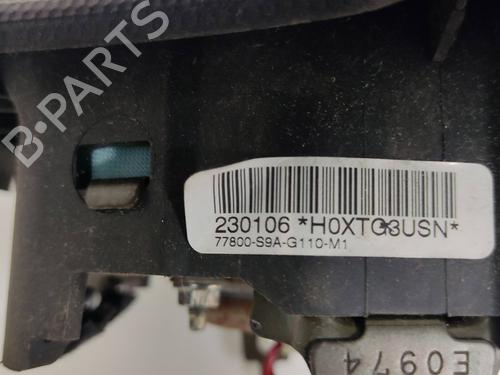 B-PARTS
230106 *H0XTG3USN*
77800-S9A-G110-M1
E0974